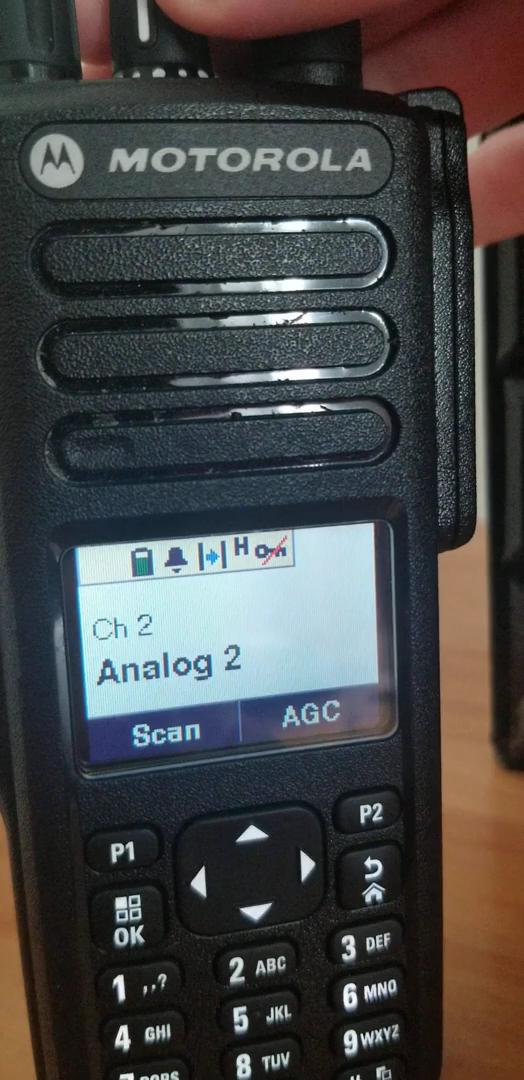 MOTOROLA
H
Ch 2
Analog 2
Scan AGC
P1 P2
OK
1 ,,? 2 ABC 3 DEF
4 GHI 5 JKL 6 MNO
8 TUV 9 WXYZ